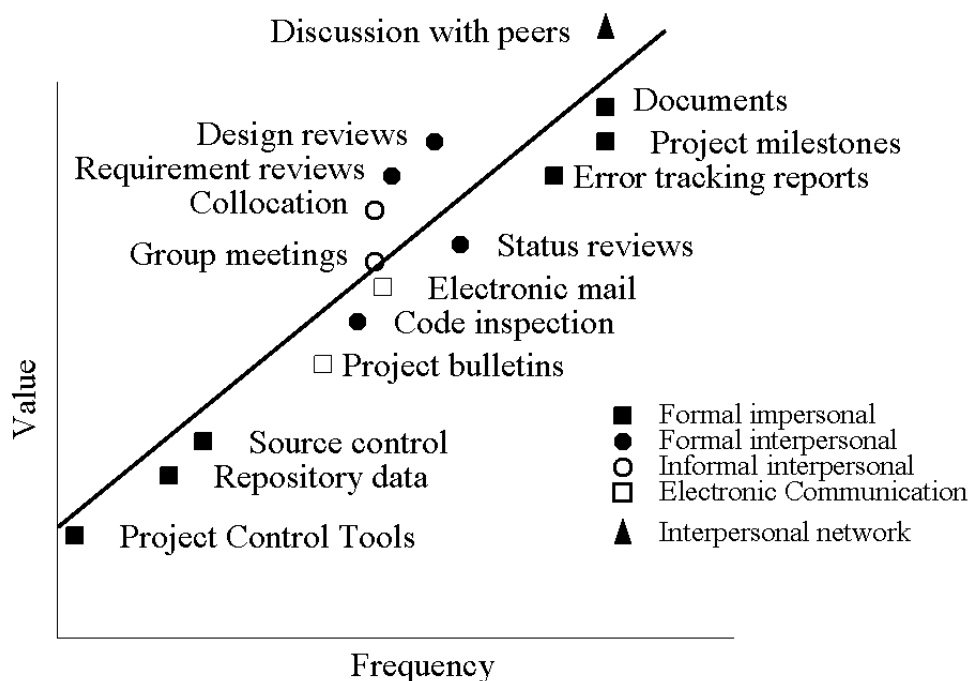 Discussion with peers
Documents
Design reviews
Project milestones
Requirement reviews
Error tracking reports
Collocation
Group meetings
Status reviews
Electronic mail
Code inspection
Project bulletins
Value
Source control
Repository data
Project Control Tools
Formal impersonal
Formal interpersonal
Informal interpersonal
Electronic Communication
Interpersonal network
Frequency